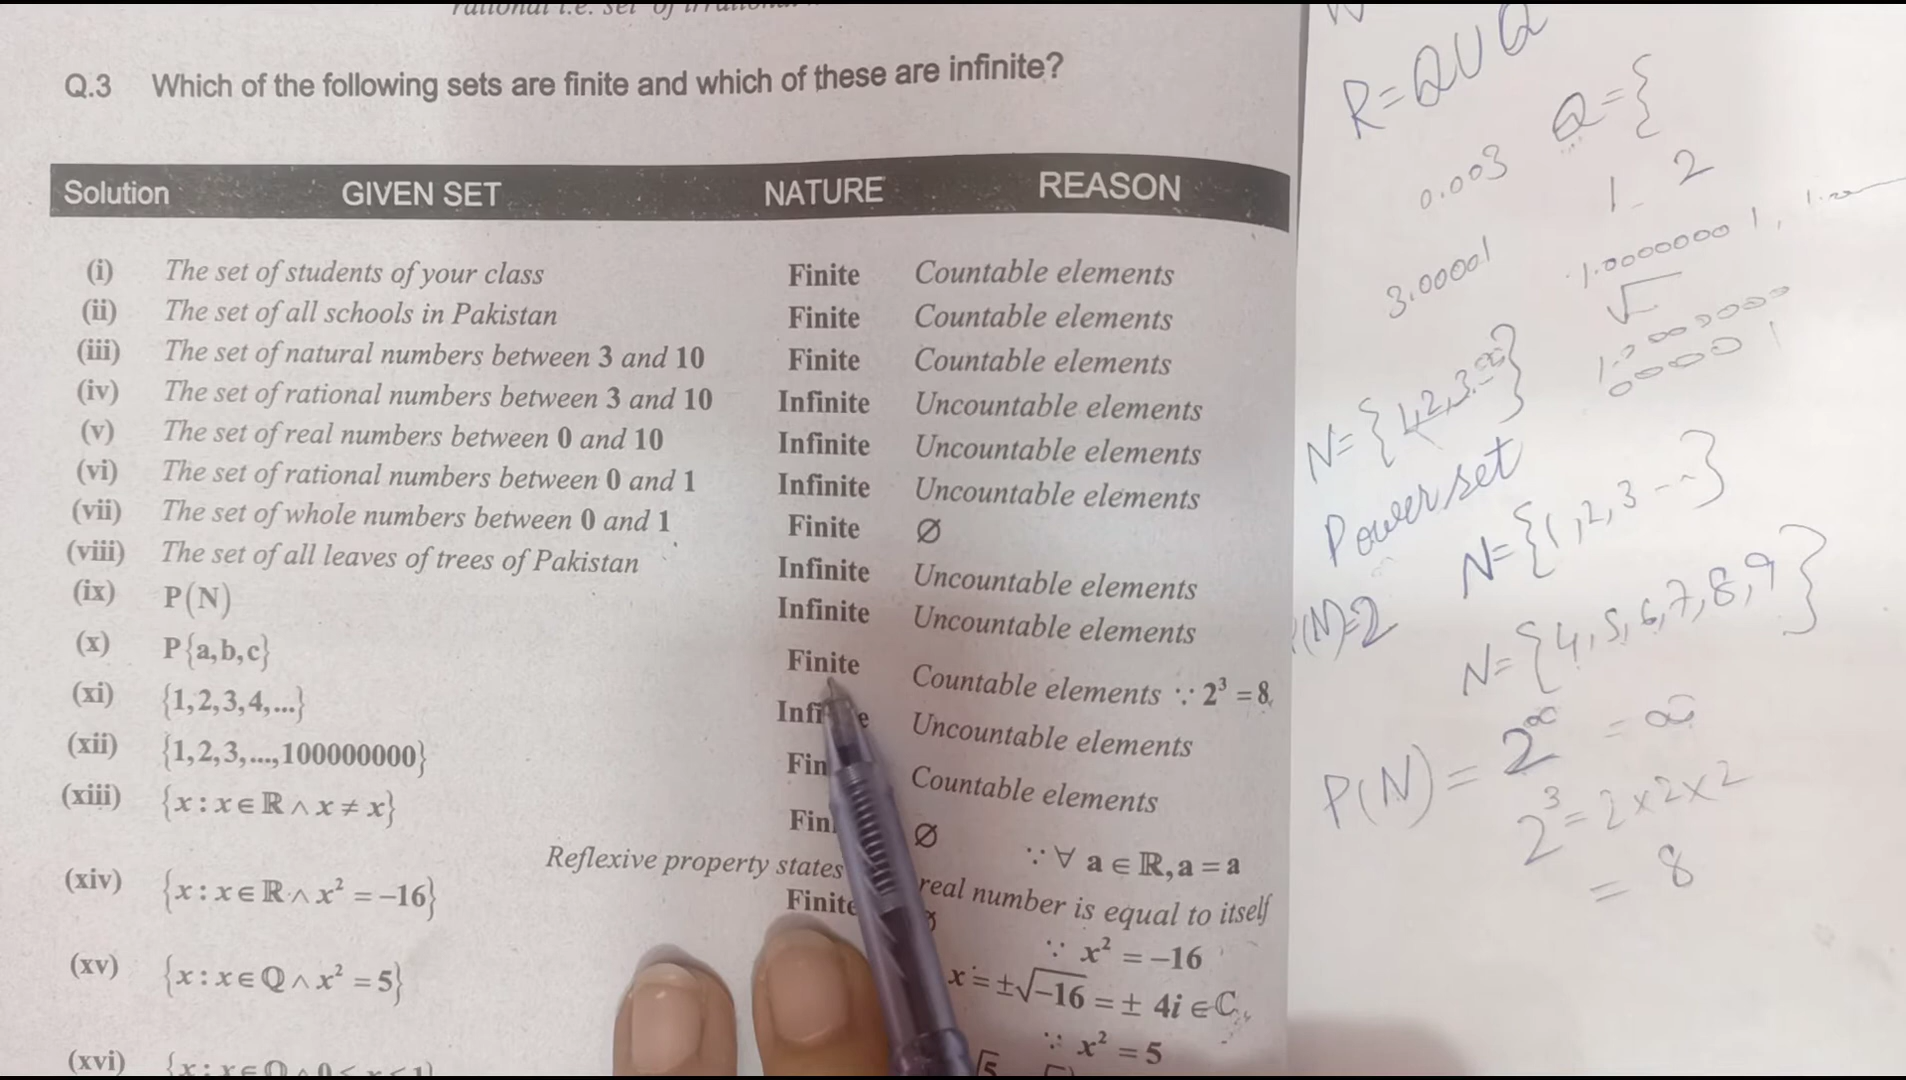 Q.3 Which of the following sets are finite and which of these are infinite?
Solution GIVEN SET NATURE REASON
(i) The set of students of your class Finite Countable elements
(ii) The set of all schools in Pakistan Finite Countable elements
(iii) The set of natural numbers between 3 and 10 Finite Countable elements
(iv) The set of rational numbers between 3 and 10 Infinite Uncountable elements
(v) The set of real numbers between 0 and 10 Infinite Uncountable elements
(vi) The set of rational numbers between 0 and 1 Infinite Uncountable elements
(vii) The set of whole numbers between 0 and 1 Finite ∅
(viii) The set of all leaves of trees of Pakistan Infinite Uncountable elements
(ix) P(N) Infinite Uncountable elements
(x) P{a,b,c} Finite Countable elements ∵ 2³ = 8
(xi) {1,2,3,4,...} Uncountable elements
(xii) {1,2,3,...,100000000} Countable elements
(xiii) {x : x ∈ ℝ ∧ x ≠ x} ∅ ∵ ∀ a ∈ ℝ, a = a
Reflexive property states real number is equal to itself
(xiv) {x : x ∈ ℝ ∧ x² = −16} Finite ∵ x² = −16
x = ±√−16 = ± 4i ∈ ℂ
(xv) {x : x ∈ ℚ ∧ x² = 5} ∵ x² = 5
(xvi)
R=QUQ
Q={
0.003
1 2
3.00001
N={1,2,3..∞}
Power set
N={1,2,3--}
(N)=2
N={4,5,6,7,8,9}
P(N)=2^∞ = ∞
2³=2×2×2
= 8